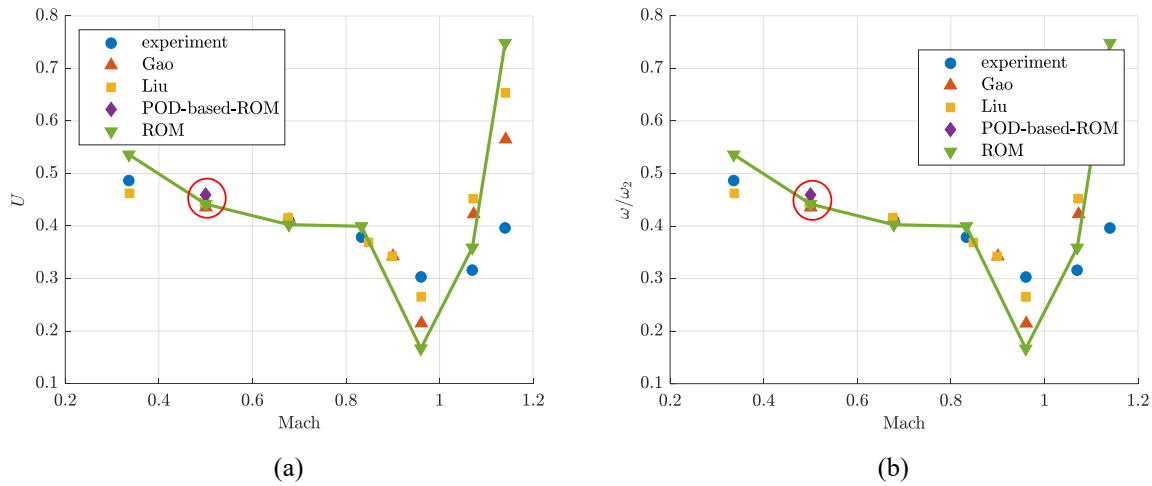 0.8
0.7
0.6
0.5
0.4
0.3
0.2
0.1
U
experiment
Gao
Liu
POD-based-ROM
ROM
0.2 0.4 0.6 0.8 1 1.2
Mach
(a)
0.8
0.7
0.6
0.5
0.4
0.3
0.2
0.1
ω/ω₂
experiment
Gao
Liu
POD-based-ROM
ROM
0.2 0.4 0.6 0.8 1 1.2
Mach
(b)